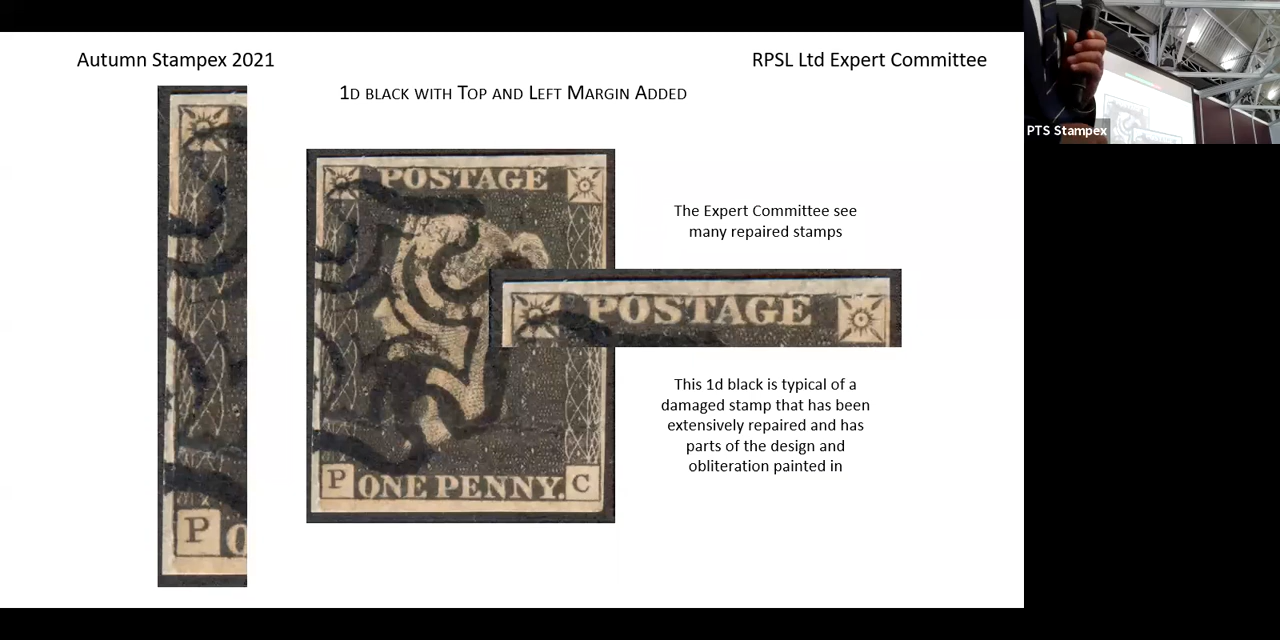 Autumn Stampex 2021
RPSL Ltd Expert Committee
1D BLACK WITH TOP AND LEFT MARGIN ADDED
POSTAGE
P ONE PENNY. C
P O
POSTAGE
The Expert Committee see
many repaired stamps
This 1d black is typical of a
damaged stamp that has been
extensively repaired and has
parts of the design and
obliteration painted in
PTS Stampex